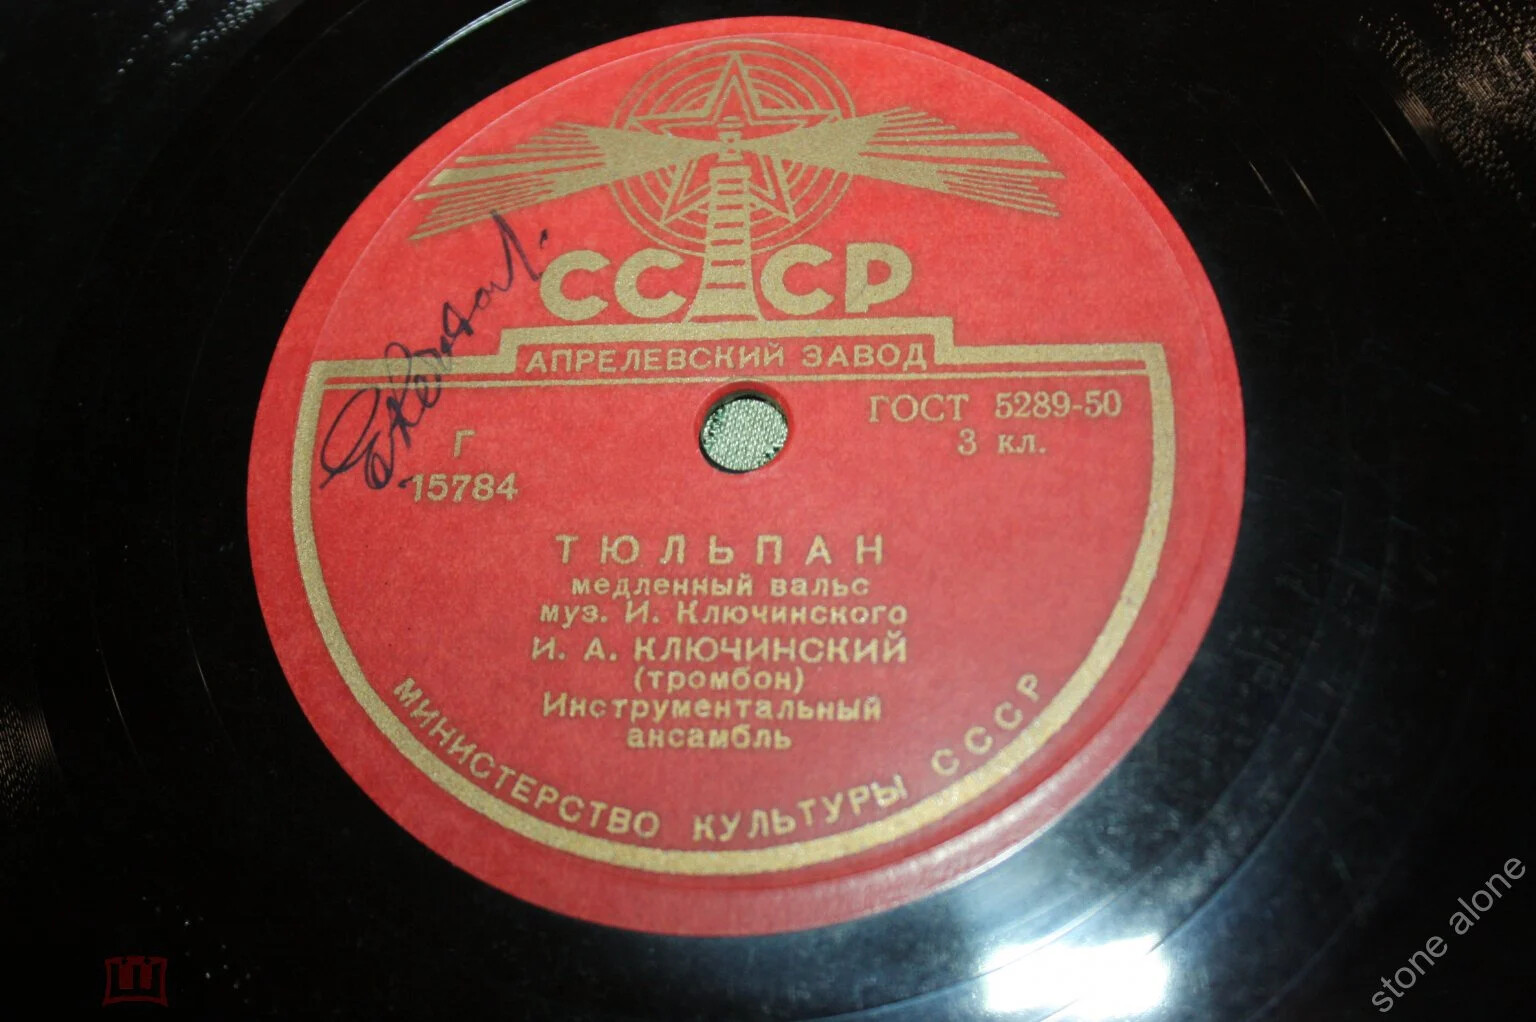 СССР
АПРЕЛЕВСКИЙ ЗАВОД
ГОСТ 5289-50
3 кл.
Г
15784
ТЮЛЬПАН
медленный вальс
муз. И. Ключинского
И. А. КЛЮЧИНСКИЙ
(тромбон)
Инструментальный
ансамбль
МИНИСТЕРСТВО КУЛЬТУРЫ СССР
stone alone